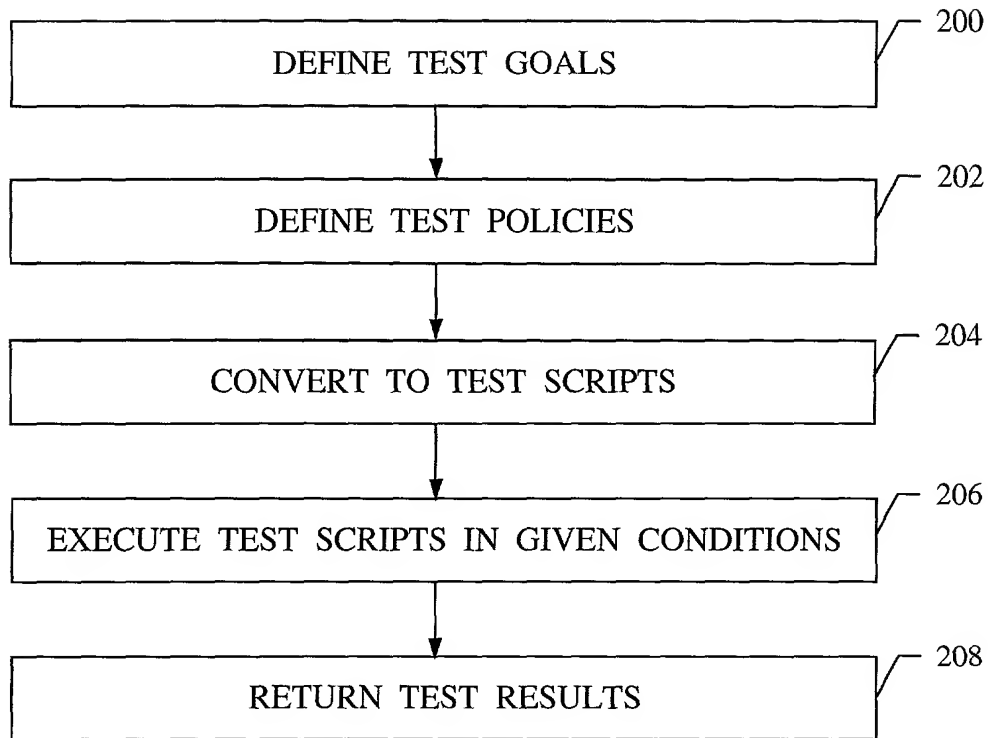 200
DEFINE TEST GOALS
202
DEFINE TEST POLICIES
204
CONVERT TO TEST SCRIPTS
206
EXECUTE TEST SCRIPTS IN GIVEN CONDITIONS
208
RETURN TEST RESULTS